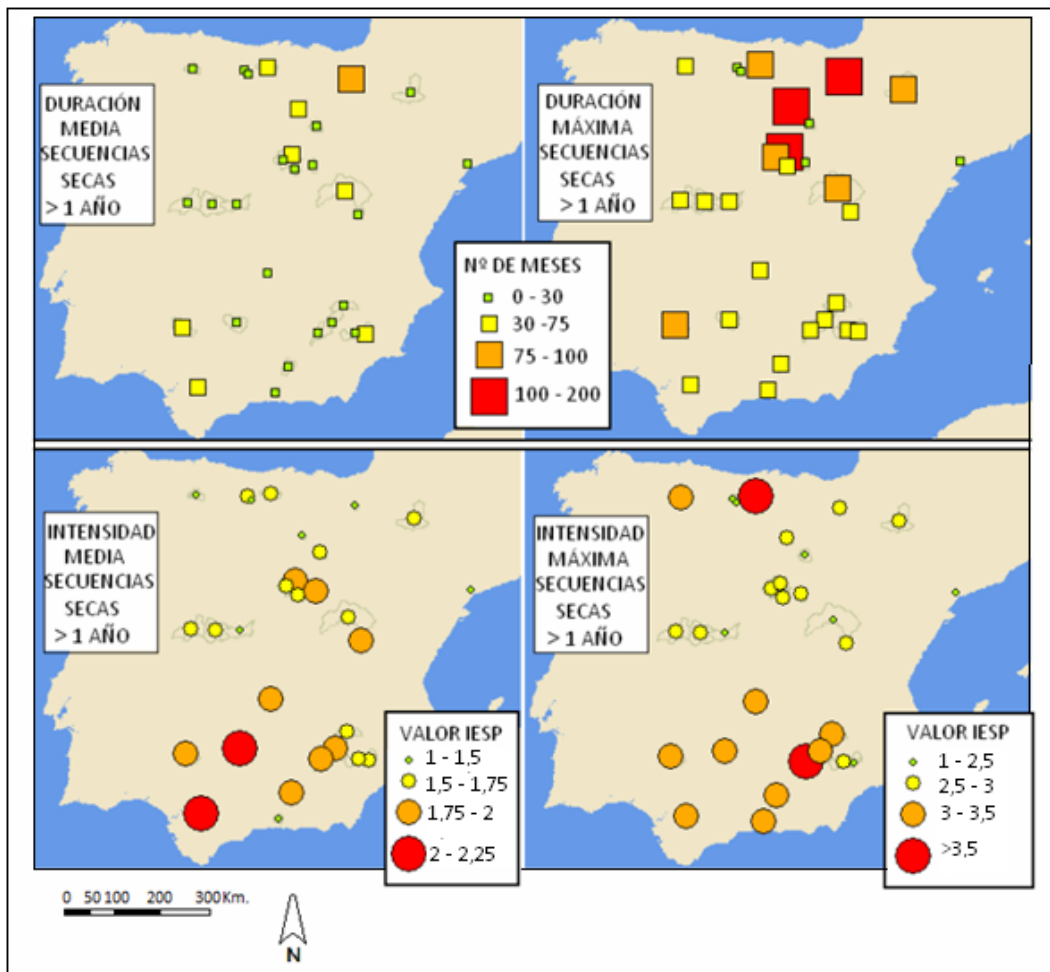 DURACIÓN
MEDIA
SECUENCIAS
SECAS
> 1 AÑO
DURACIÓN
MÁXIMA
SECUENCIAS
SECAS
> 1 AÑO
Nº DE MESES
0 - 30
30 -75
75 - 100
100 - 200
INTENSIDAD
MEDIA
SECUENCIAS
SECAS
> 1 AÑO
VALOR IESP
1 - 1,5
1,5 - 1,75
1,75 - 2
2 - 2,25
INTENSIDAD
MÁXIMA
SECUENCIAS
SECAS
> 1 AÑO
VALOR IESP
1 - 2,5
2,5 - 3
3 - 3,5
>3,5
0 50 100 200 300 Km.
N